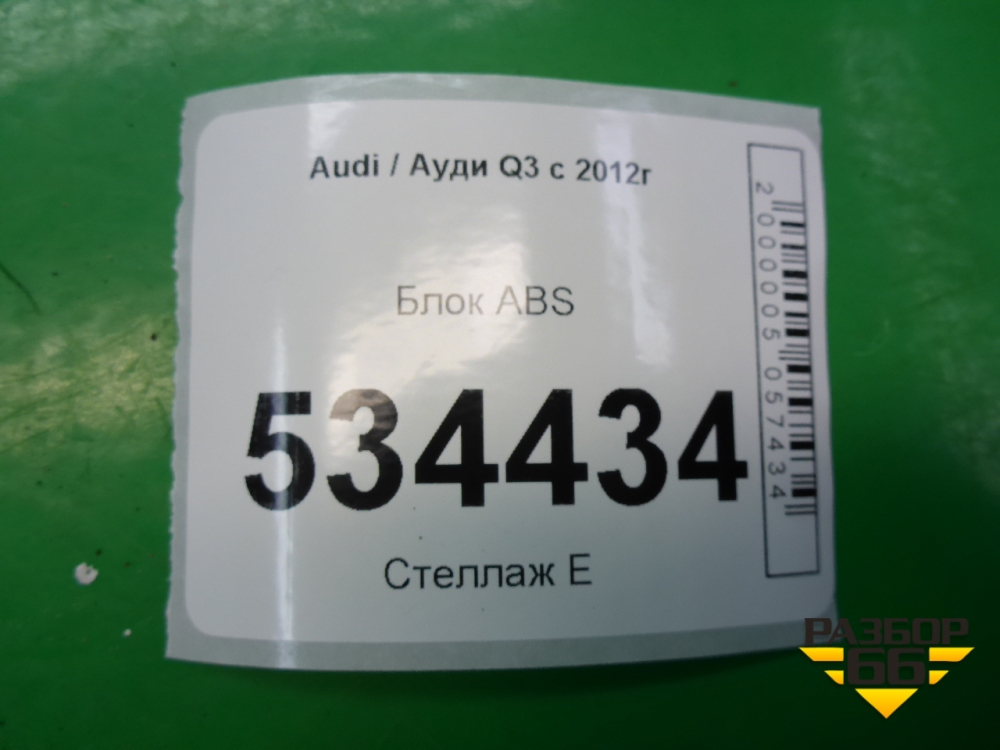 Audi / Ауди Q3 с 2012г
Блок ABS
534434
Стеллаж Е
2000005057434
РАЗБОР
66